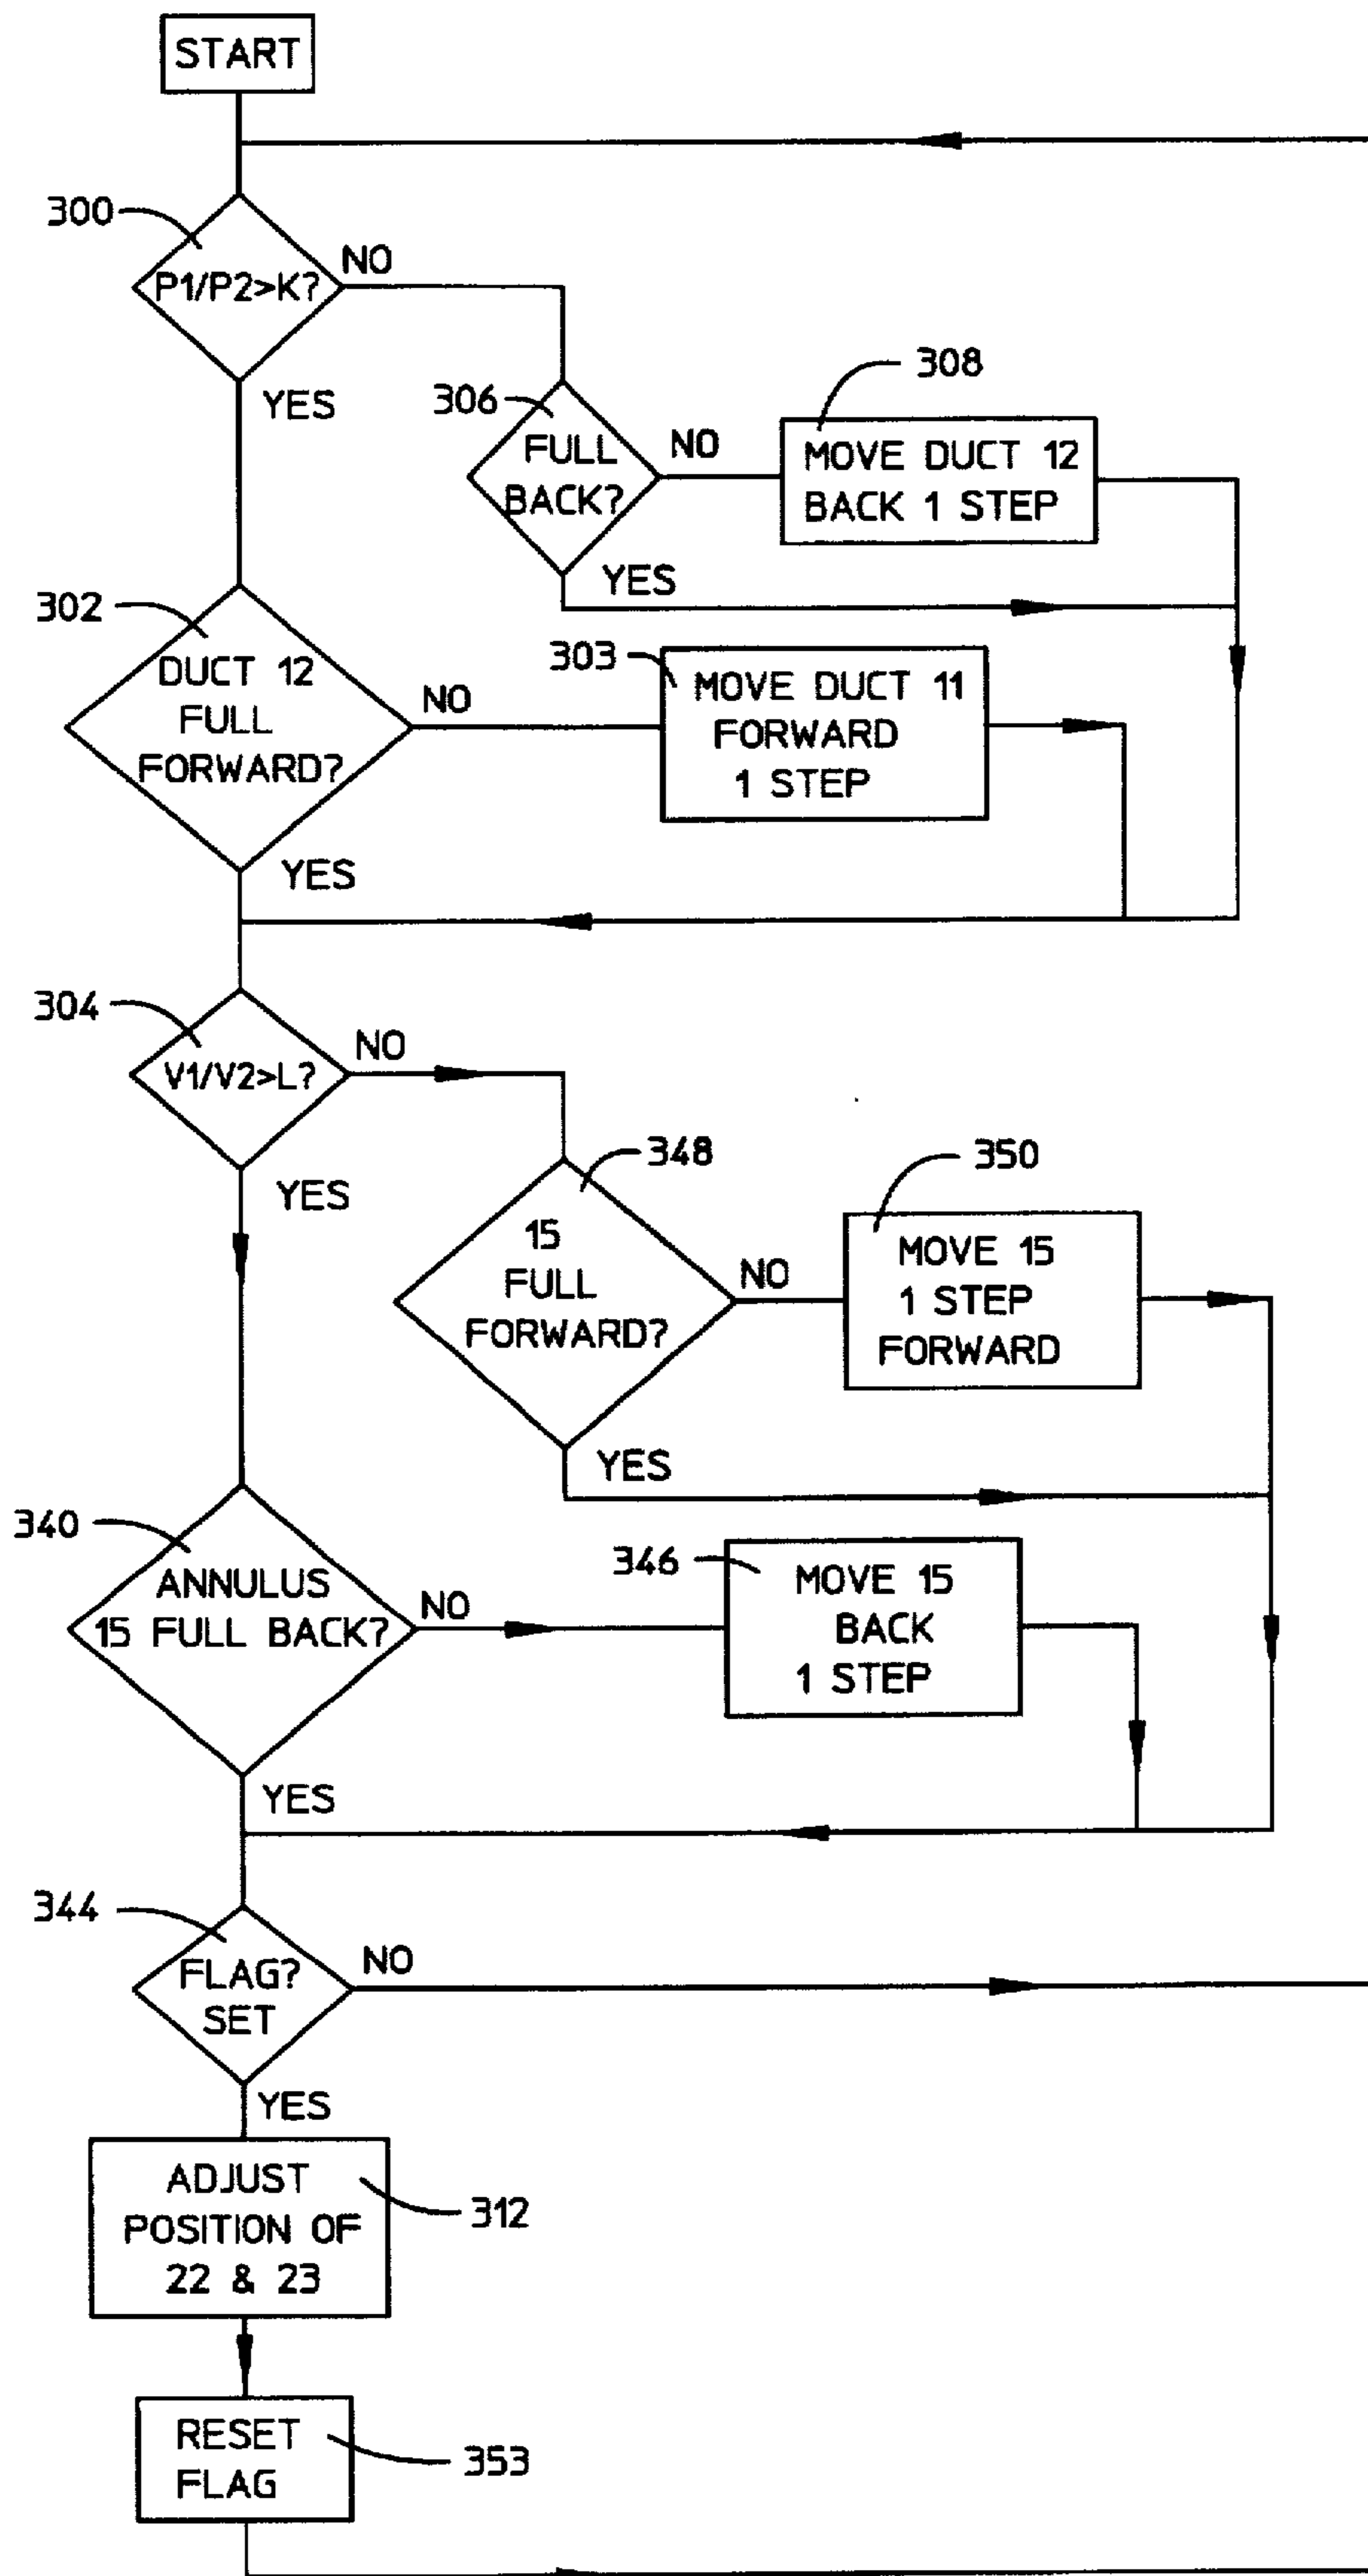 START
300
P1/P2>K?
NO
YES
306
FULL
BACK?
NO
YES
308
MOVE DUCT 12
BACK 1 STEP
302
DUCT 12
FULL
FORWARD?
NO
YES
303
MOVE DUCT 11
FORWARD
1 STEP
304
V1/V2>L?
NO
YES
348
15
FULL
FORWARD?
NO
YES
350
MOVE 15
1 STEP
FORWARD
340
ANNULUS
15 FULL BACK?
NO
YES
346
MOVE 15
BACK
1 STEP
344
FLAG?
SET
NO
YES
ADJUST
POSITION OF
22 & 23
312
RESET
FLAG
353